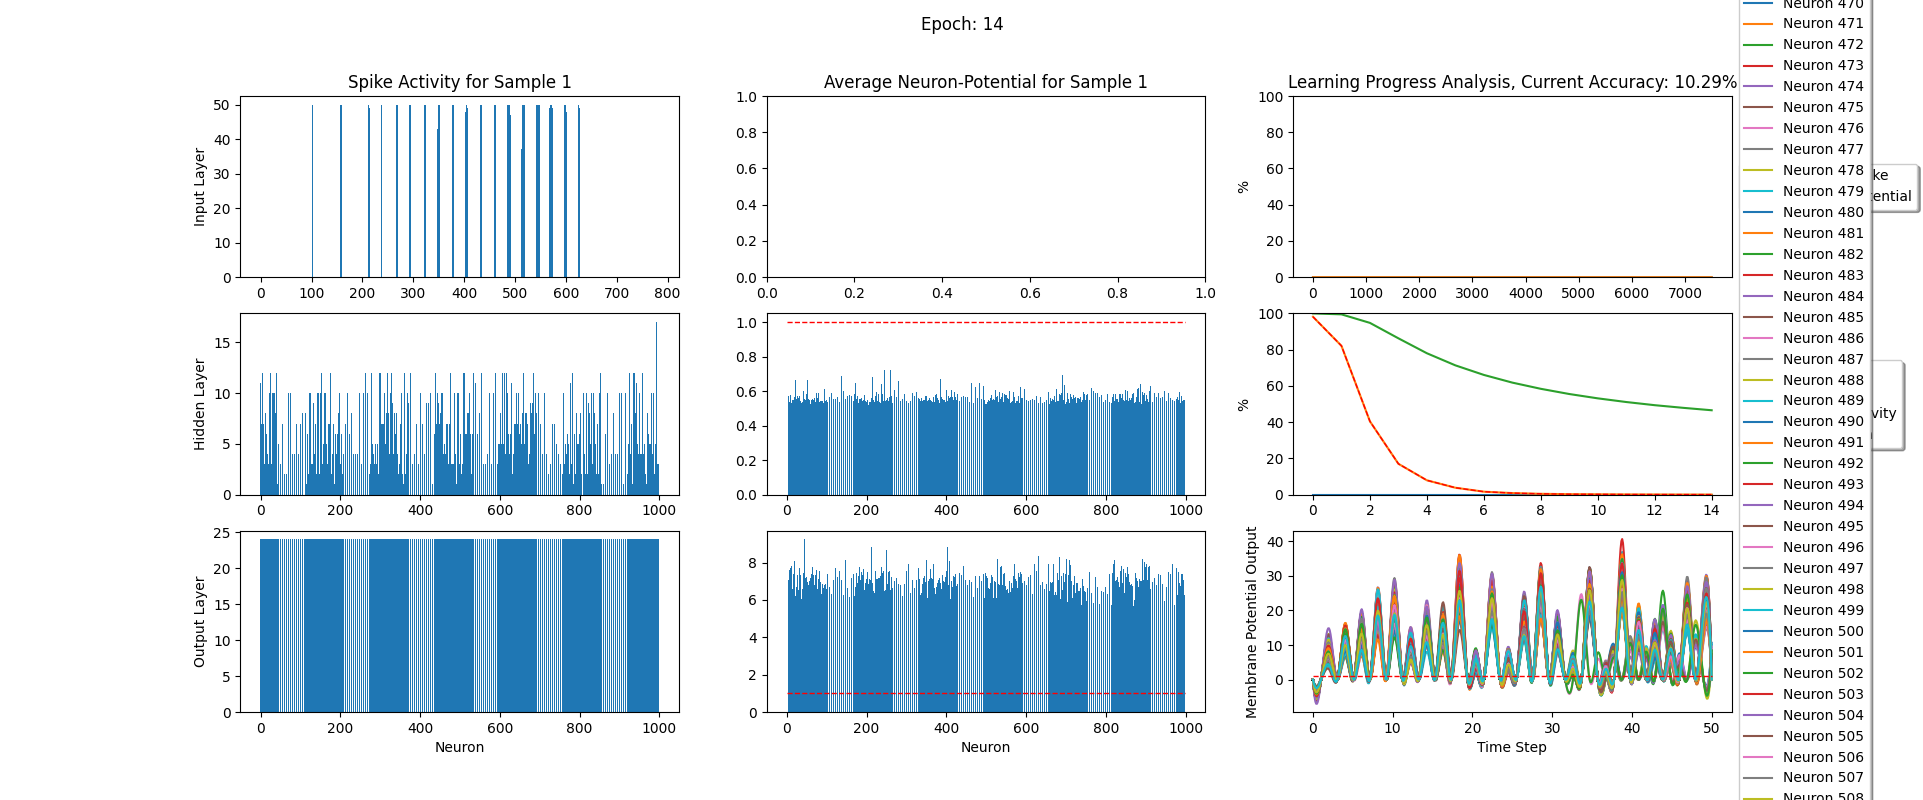 Epoch: 14
Spike Activity for Sample 1
Input Layer
50
40
30
20
10
0
0 100 200 300 400 500 600 700 800
Average Neuron-Potential for Sample 1
1.0
0.8
0.6
0.4
0.2
0.0
0.0 0.2 0.4 0.6 0.8 1.0
Learning Progress Analysis, Current Accuracy: 10.29%
%
100
80
60
40
20
0
0 1000 2000 3000 4000 5000 6000 7000
Hidden Layer
15
10
5
0
0 200 400 600 800 1000
1.0
0.8
0.6
0.4
0.2
0.0
0 200 400 600 800 1000
%
100
80
60
40
20
0
0 2 4 6 8 10 12 14
Output Layer
25
20
15
10
5
0
0 200 400 600 800 1000
Neuron
8
6
4
2
0
0 200 400 600 800 1000
Neuron
Membrane Potential Output
40
30
20
10
0
0 10 20 30 40 50
Time Step
Neuron 470
Neuron 471
Neuron 472
Neuron 473
Neuron 474
Neuron 475
Neuron 476
Neuron 477
Neuron 478
Neuron 479
Neuron 480
Neuron 481
Neuron 482
Neuron 483
Neuron 484
Neuron 485
Neuron 486
Neuron 487
Neuron 488
Neuron 489
Neuron 490
Neuron 491
Neuron 492
Neuron 493
Neuron 494
Neuron 495
Neuron 496
Neuron 497
Neuron 498
Neuron 499
Neuron 500
Neuron 501
Neuron 502
Neuron 503
Neuron 504
Neuron 505
Neuron 506
Neuron 507
Neuron 508
ke
ential
vity